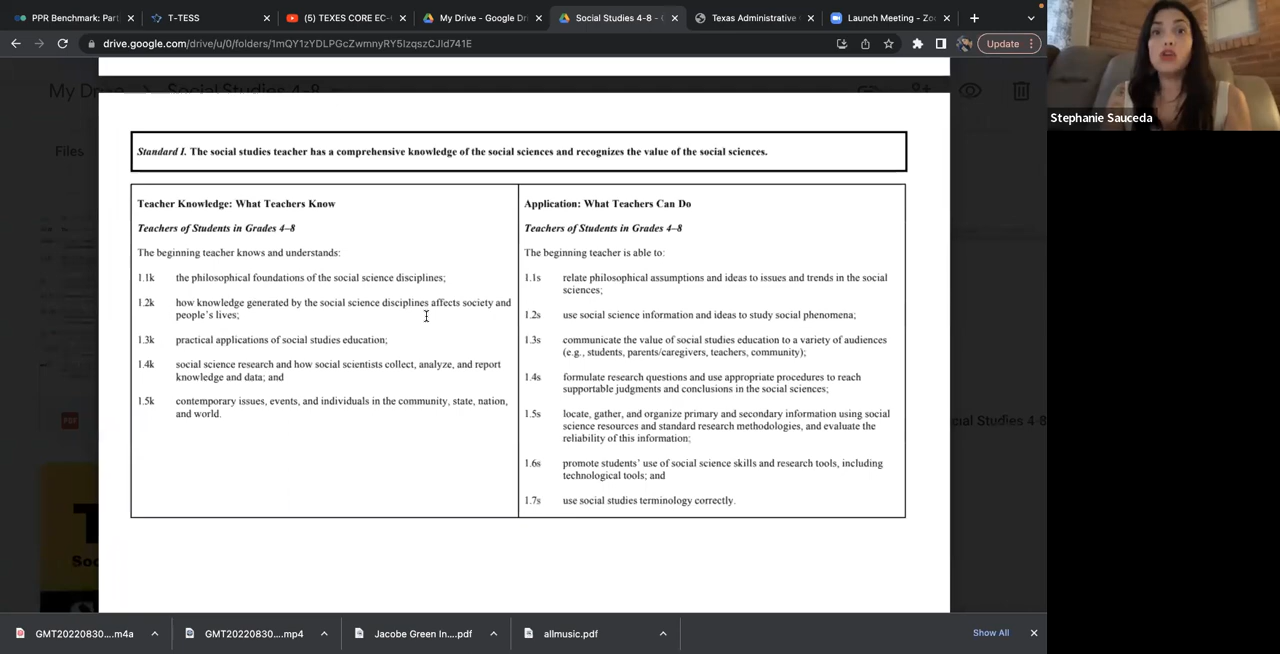 PPR Benchmark: Part
T-TESS
(5) TEXES CORE EC-
My Drive - Google Dr
Social Studies 4-8 -
Texas Administrative
Launch Meeting - Zo
drive.google.com/drive/u/0/folders/1mQY1zYDLPGcZwmnyRY5IzqszCJld741E
Update
My Drive
Social Studies 4-8
Files
Stephanie Sauceda
Standard I. The social studies teacher has a comprehensive knowledge of the social sciences and recognizes the value of the social sciences.
Teacher Knowledge: What Teachers Know
Teachers of Students in Grades 4–8
The beginning teacher knows and understands:
1.1k the philosophical foundations of the social science disciplines;
1.2k how knowledge generated by the social science disciplines affects society and
people's lives;
1.3k practical applications of social studies education;
1.4k social science research and how social scientists collect, analyze, and report
knowledge and data; and
1.5k contemporary issues, events, and individuals in the community, state, nation,
and world.
Application: What Teachers Can Do
Teachers of Students in Grades 4–8
The beginning teacher is able to:
1.1s relate philosophical assumptions and ideas to issues and trends in the social
sciences;
1.2s use social science information and ideas to study social phenomena;
1.3s communicate the value of social studies education to a variety of audiences
(e.g., students, parents/caregivers, teachers, community);
1.4s formulate research questions and use appropriate procedures to reach
supportable judgments and conclusions in the social sciences;
1.5s locate, gather, and organize primary and secondary information using social
science resources and standard research methodologies, and evaluate the
reliability of this information;
1.6s promote students' use of social science skills and research tools, including
technological tools; and
1.7s use social studies terminology correctly.
PDF
cial Studies 4-8
GMT20220830....m4a
GMT20220830....mp4
Jacobe Green In....pdf
allmusic.pdf
Show All